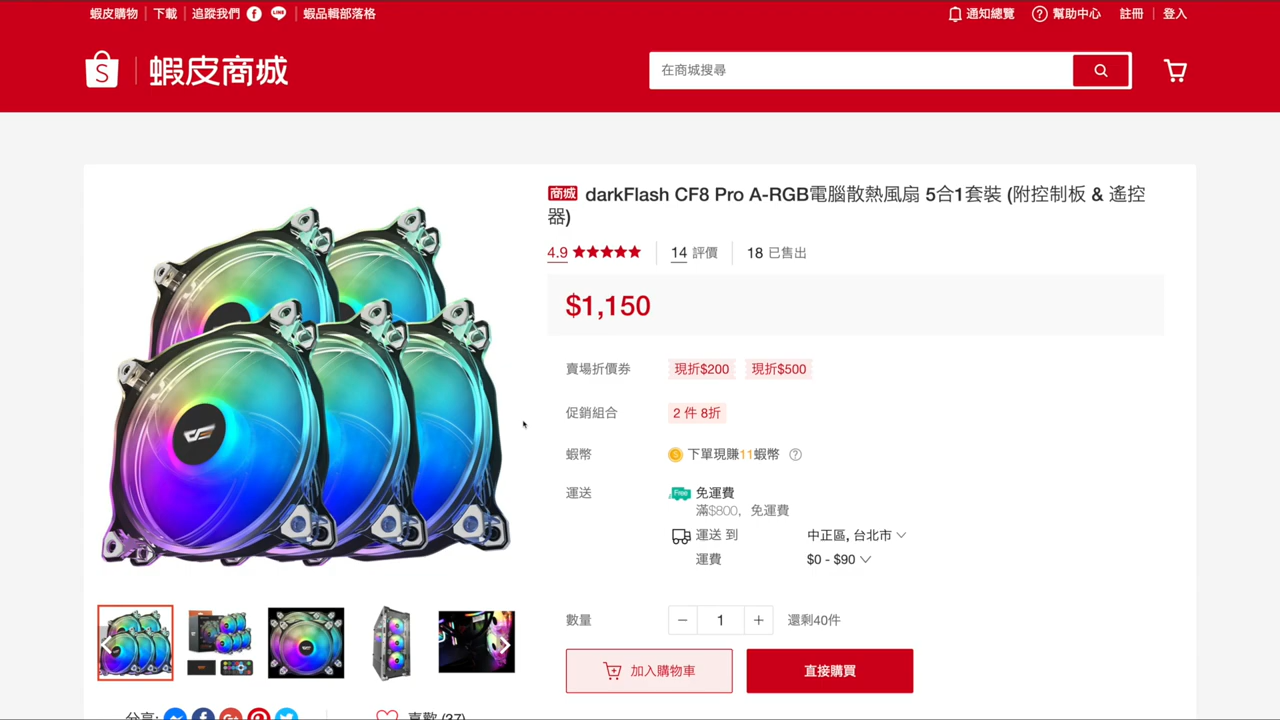 蝦皮購物 下載 追蹤我們 蝦品輯部落格 通知總覽 幫助中心 註冊 登入
蝦皮商城
在商城搜尋
商城 darkFlash CF8 Pro A-RGB電腦散熱風扇 5合1套裝 (附控制板 & 遙控
器)
4.9 14 評價 18 已售出
$1,150
賣場折價券 現折$200 現折$500
促銷組合 2 件 8折
蝦幣 下單現賺11蝦幣
運送 Free 免運費
滿$800，免運費
運送 到 中正區, 台北市
運費 $0 - $90
數量 1 還剩40件
加入購物車 直接購買
分享: 喜歡 (37)